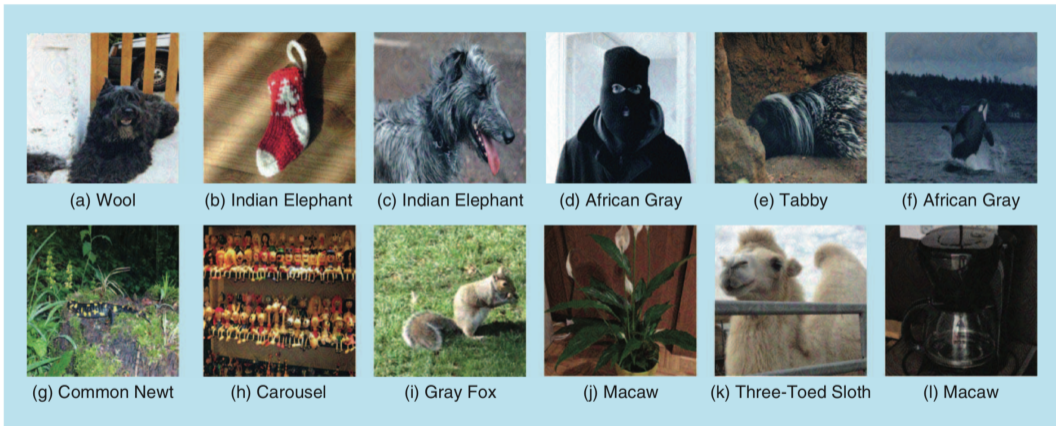 (a) Wool
(b) Indian Elephant
(c) Indian Elephant
(d) African Gray
(e) Tabby
(f) African Gray
(g) Common Newt
(h) Carousel
(i) Gray Fox
(j) Macaw
(k) Three-Toed Sloth
(l) Macaw